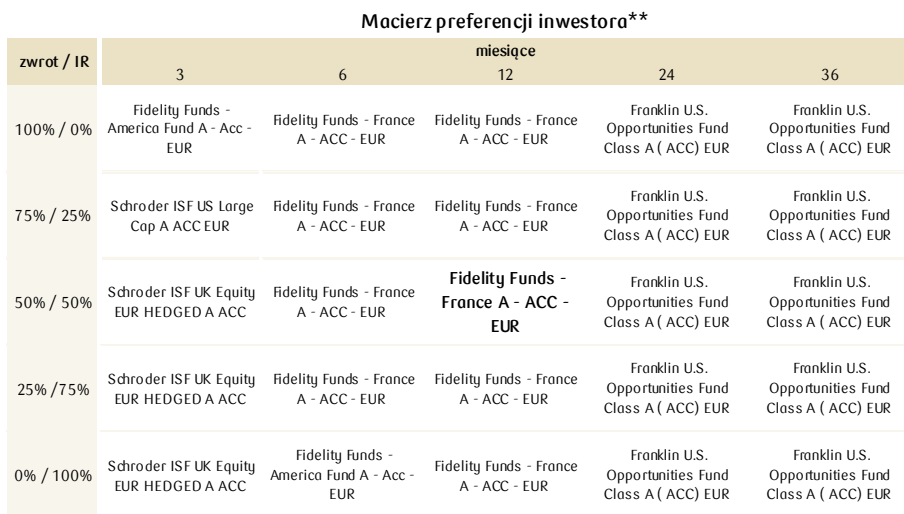 Macierz preferencji inwestora**
zwrot / IR
miesiące
3 6 12 24 36
100% / 0%
Fidelity Funds -
America Fund A - Acc -
EUR
Fidelity Funds - France
A - ACC - EUR
Fidelity Funds - France
A - ACC - EUR
Franklin U.S.
Opportunities Fund
Class A ( ACC) EUR
Franklin U.S.
Opportunities Fund
Class A ( ACC) EUR
75% / 25%
Schroder ISF US Large
Cap A ACC EUR
Fidelity Funds - France
A - ACC - EUR
Fidelity Funds - France
A - ACC - EUR
Franklin U.S.
Opportunities Fund
Class A ( ACC) EUR
Franklin U.S.
Opportunities Fund
Class A ( ACC) EUR
50% / 50%
Schroder ISF UK Equity
EUR HEDGED A ACC
Fidelity Funds - France
A - ACC - EUR
Fidelity Funds -
France A - ACC -
EUR
Franklin U.S.
Opportunities Fund
Class A ( ACC) EUR
Franklin U.S.
Opportunities Fund
Class A ( ACC) EUR
25% /75%
Schroder ISF UK Equity
EUR HEDGED A ACC
Fidelity Funds - France
A - ACC - EUR
Fidelity Funds - France
A - ACC - EUR
Franklin U.S.
Opportunities Fund
Class A ( ACC) EUR
Franklin U.S.
Opportunities Fund
Class A ( ACC) EUR
0% / 100%
Schroder ISF UK Equity
EUR HEDGED A ACC
Fidelity Funds -
America Fund A - Acc -
EUR
Fidelity Funds - France
A - ACC - EUR
Franklin U.S.
Opportunities Fund
Class A ( ACC) EUR
Franklin U.S.
Opportunities Fund
Class A ( ACC) EUR